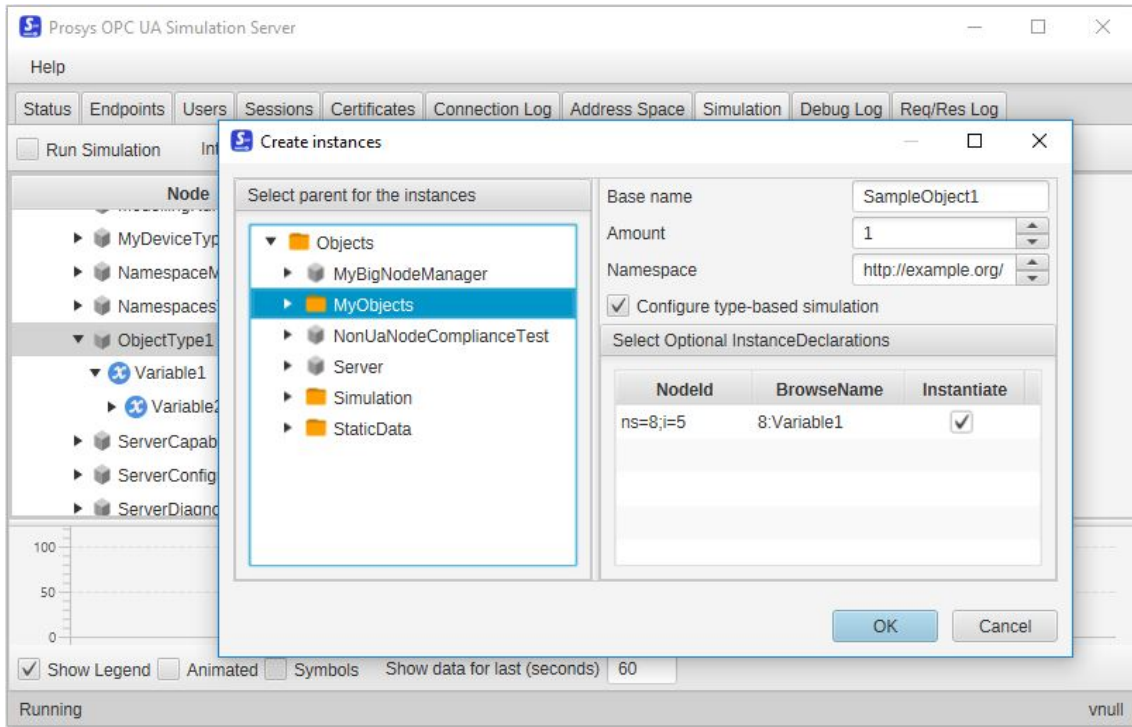 Prosys OPC UA Simulation Server
Help
Status Endpoints Users Sessions Certificates Connection Log Address Space Simulation Debug Log Req/Res Log
Run Simulation
Create instances
Node
MyDeviceTyp
NamespaceM
Namespaces
ObjectType1
Variable1
Variable2
ServerCapab
ServerConfig
ServerDiagno
Select parent for the instances
Objects
MyBigNodeManager
MyObjects
NonUaNodeComplianceTest
Server
Simulation
StaticData
Base name SampleObject1
Amount 1
Namespace http://example.org/
Configure type-based simulation
Select Optional InstanceDeclarations
NodeId BrowseName Instantiate
ns=8;i=5 8:Variable1
OK Cancel
100
50
0
Show Legend Animated Symbols Show data for last (seconds) 60
Running vnull